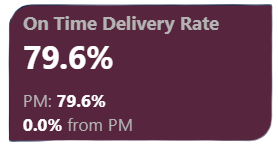 On Time Delivery Rate
79.6%
PM: 79.6%
0.0% from PM